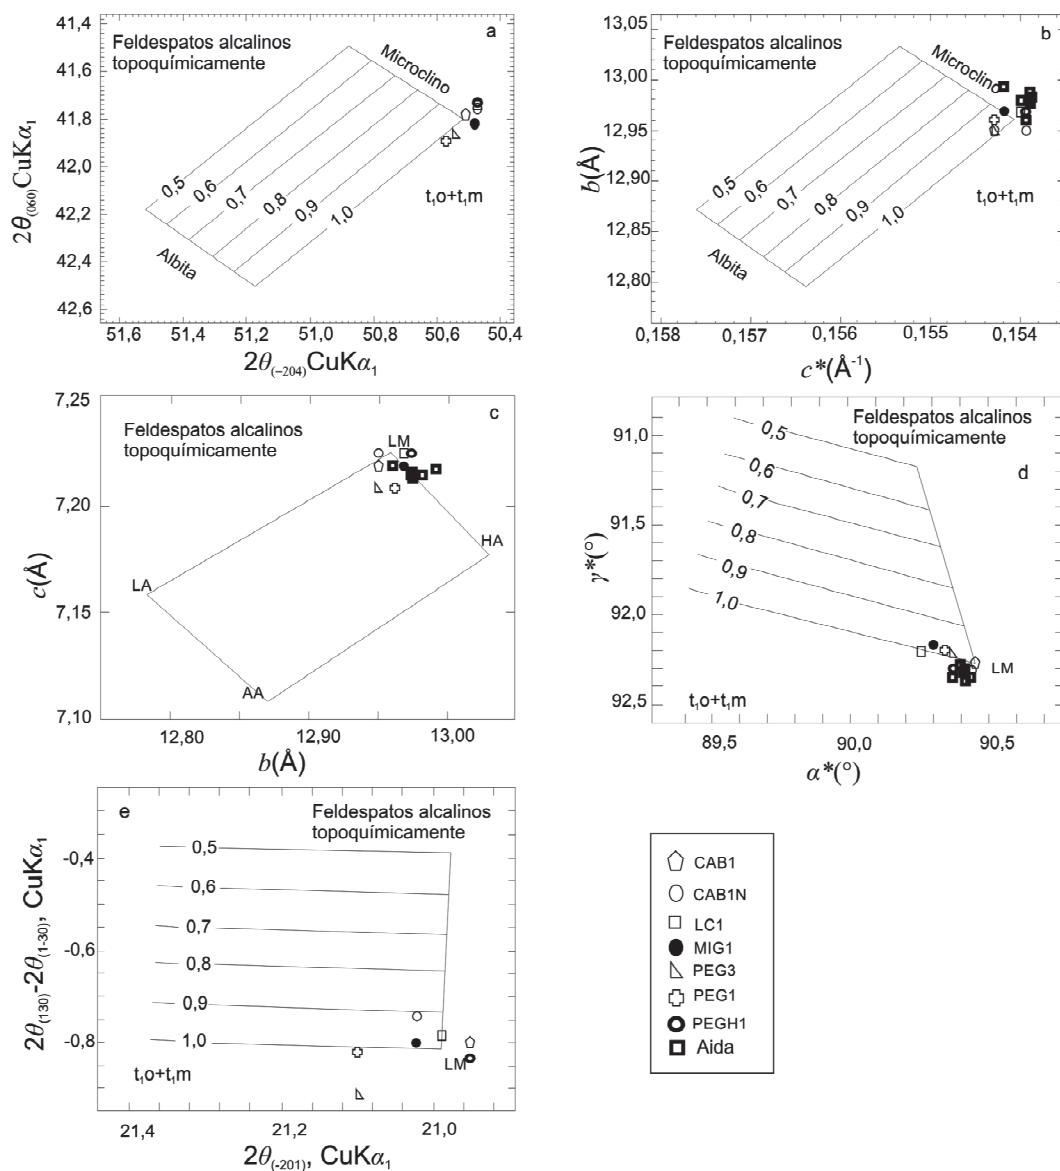 a
Feldespatos alcalinos
topoquímicamente
Microclino
Albita
0,5
0,6
0,7
0,8
0,9
1,0
t₁o+t₁m
41,4
41,6
41,8
42,0
42,2
42,4
42,6
2θ(060)CuKα₁
51,6
51,4
51,2
51,0
50,8
50,6
50,4
2θ(−204)CuKα₁
b
Feldespatos alcalinos
topoquímicamente
Microclino
Albita
0,5
0,6
0,7
0,8
0,9
1,0
t₁o+t₁m
13,05
13,00
12,95
12,90
12,85
12,80
b(Å)
0,158
0,157
0,156
0,155
0,154
c*(Å⁻¹)
c
Feldespatos alcalinos
topoquímicamente
LM
HA
LA
AA
7,25
7,20
7,15
7,10
c(Å)
12,80
12,90
13,00
b(Å)
Feldespatos alcalinos
topoquímicamente
d
0,5
0,6
0,7
0,8
0,9
1,0
LM
t₁o+t₁m
91,0
91,5
92,0
92,5
γ*(°)
89,5
90,0
90,5
α*(°)
e
Feldespatos alcalinos
topoquímicamente
0,5
0,6
0,7
0,8
0,9
1,0
LM
t₁o+t₁m
-0,4
-0,6
-0,8
2θ(130)-2θ(1-30), CuKα₁
21,4
21,2
21,0
2θ(-201), CuKα₁
CAB1
CAB1N
LC1
MIG1
PEG3
PEG1
PEGH1
Aida